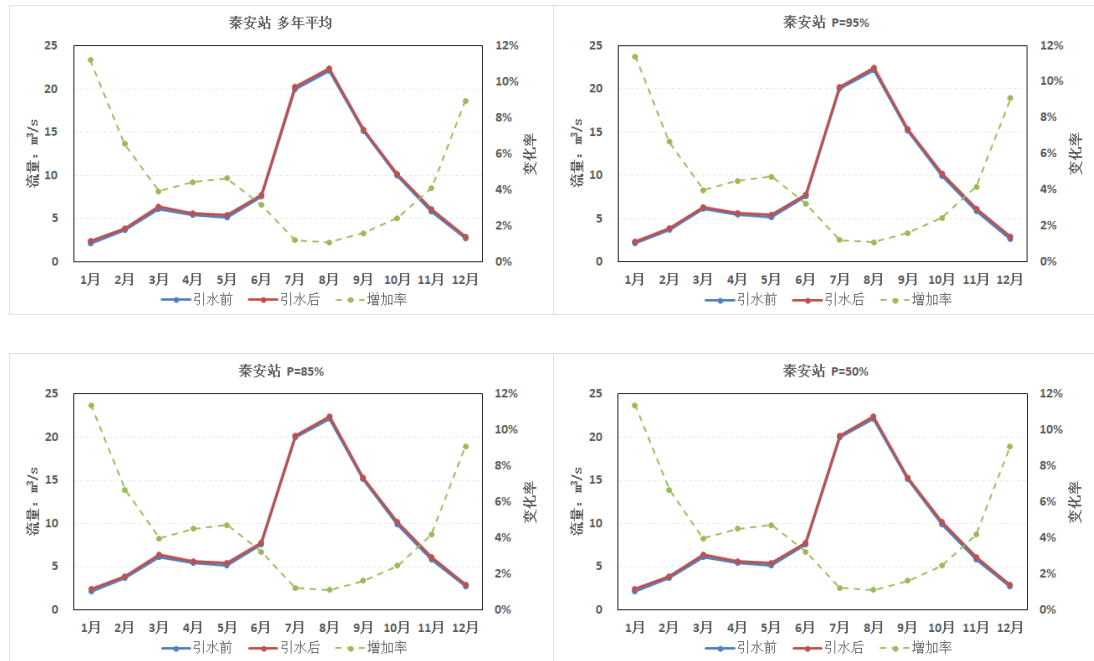 秦安站 多年平均
25
20
15
10
5
0
流量：m³/s
12%
10%
8%
6%
4%
2%
0%
变化率
1月 2月 3月 4月 5月 6月 7月 8月 9月 10月 11月 12月
引水前 引水后 增加率
秦安站 P=95%
25
20
15
10
5
0
流量：m³/s
12%
10%
8%
6%
4%
2%
0%
变化率
1月 2月 3月 4月 5月 6月 7月 8月 9月 10月 11月 12月
引水前 引水后 增加率
秦安站 P=85%
25
20
15
10
5
0
流量：m³/s
12%
10%
8%
6%
4%
2%
0%
变化率
1月 2月 3月 4月 5月 6月 7月 8月 9月 10月 11月 12月
引水前 引水后 增加率
秦安站 P=50%
25
20
15
10
5
0
流量：m³/s
12%
10%
8%
6%
4%
2%
0%
变化率
1月 2月 3月 4月 5月 6月 7月 8月 9月 10月 11月 12月
引水前 引水后 增加率